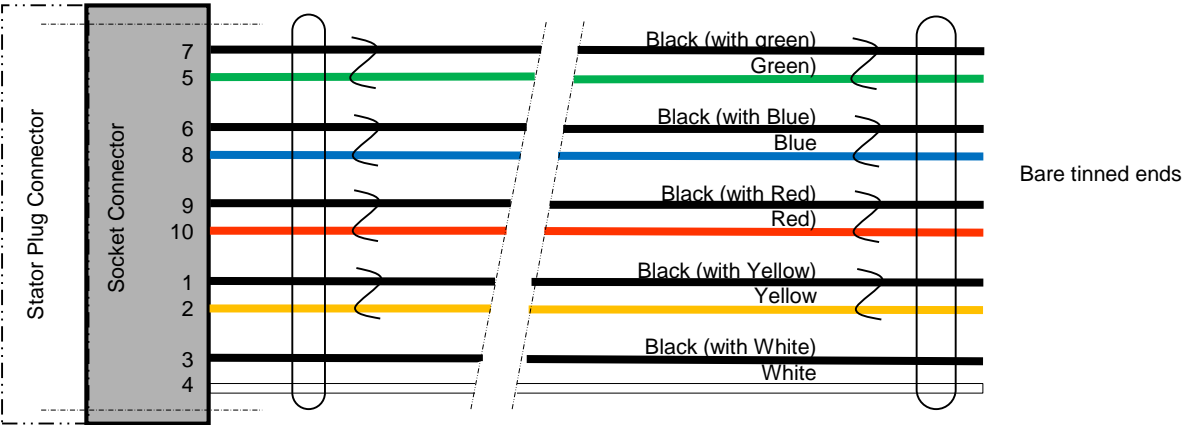 Stator Plug Connector
Socket Connector
7
Black (with green)
5
Green)
6
Black (with Blue)
8
Blue
9
Black (with Red)
10
Red)
1
Black (with Yellow)
2
Yellow
3
Black (with White)
4
White
Bare tinned ends